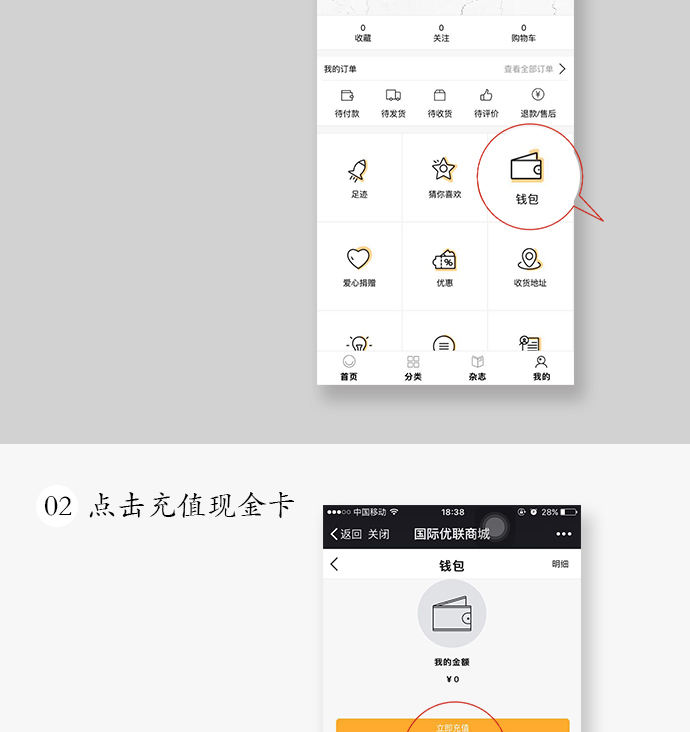 0 0 0
收藏 关注 购物车
我的订单 查看全部订单
待付款 待发货 待收货 待评价 退款/售后
足迹 猜你喜欢 钱包
爱心捐赠 优惠 收货地址
首页 分类 杂志 我的
02 点击充值现金卡
中国移动 18:38 28%
返回 关闭 国际优联商城
钱包 明细
我的金额
¥ 0
立即充值